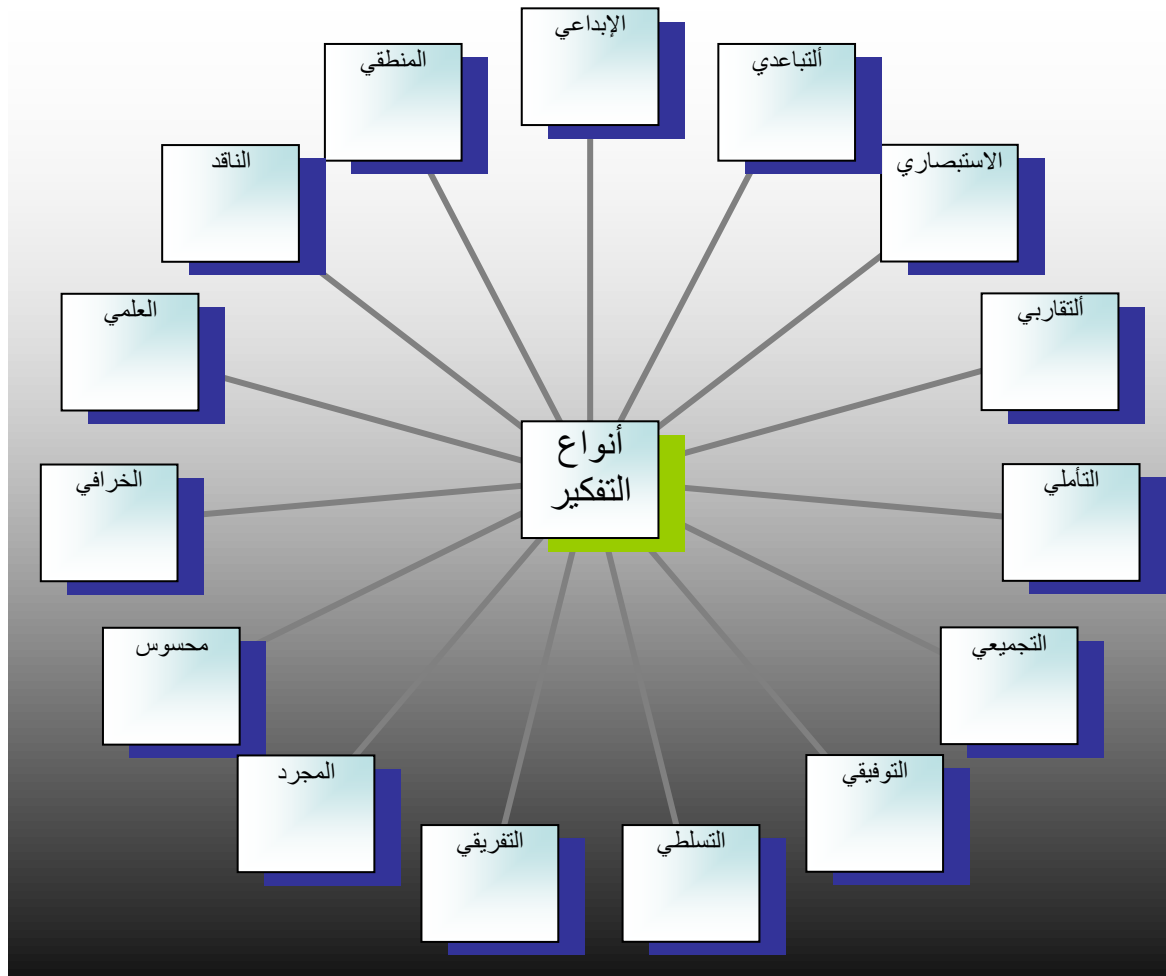 الإبداعي
ألتباعدي
المنطقي
الاستبصاري
الناقد
ألتقاربي
العلمي
أنواع
التفكير
التأملي
الخرافي
التجميعي
محسوس
التوفيقي
المجرد
التسلطي
التفريقي